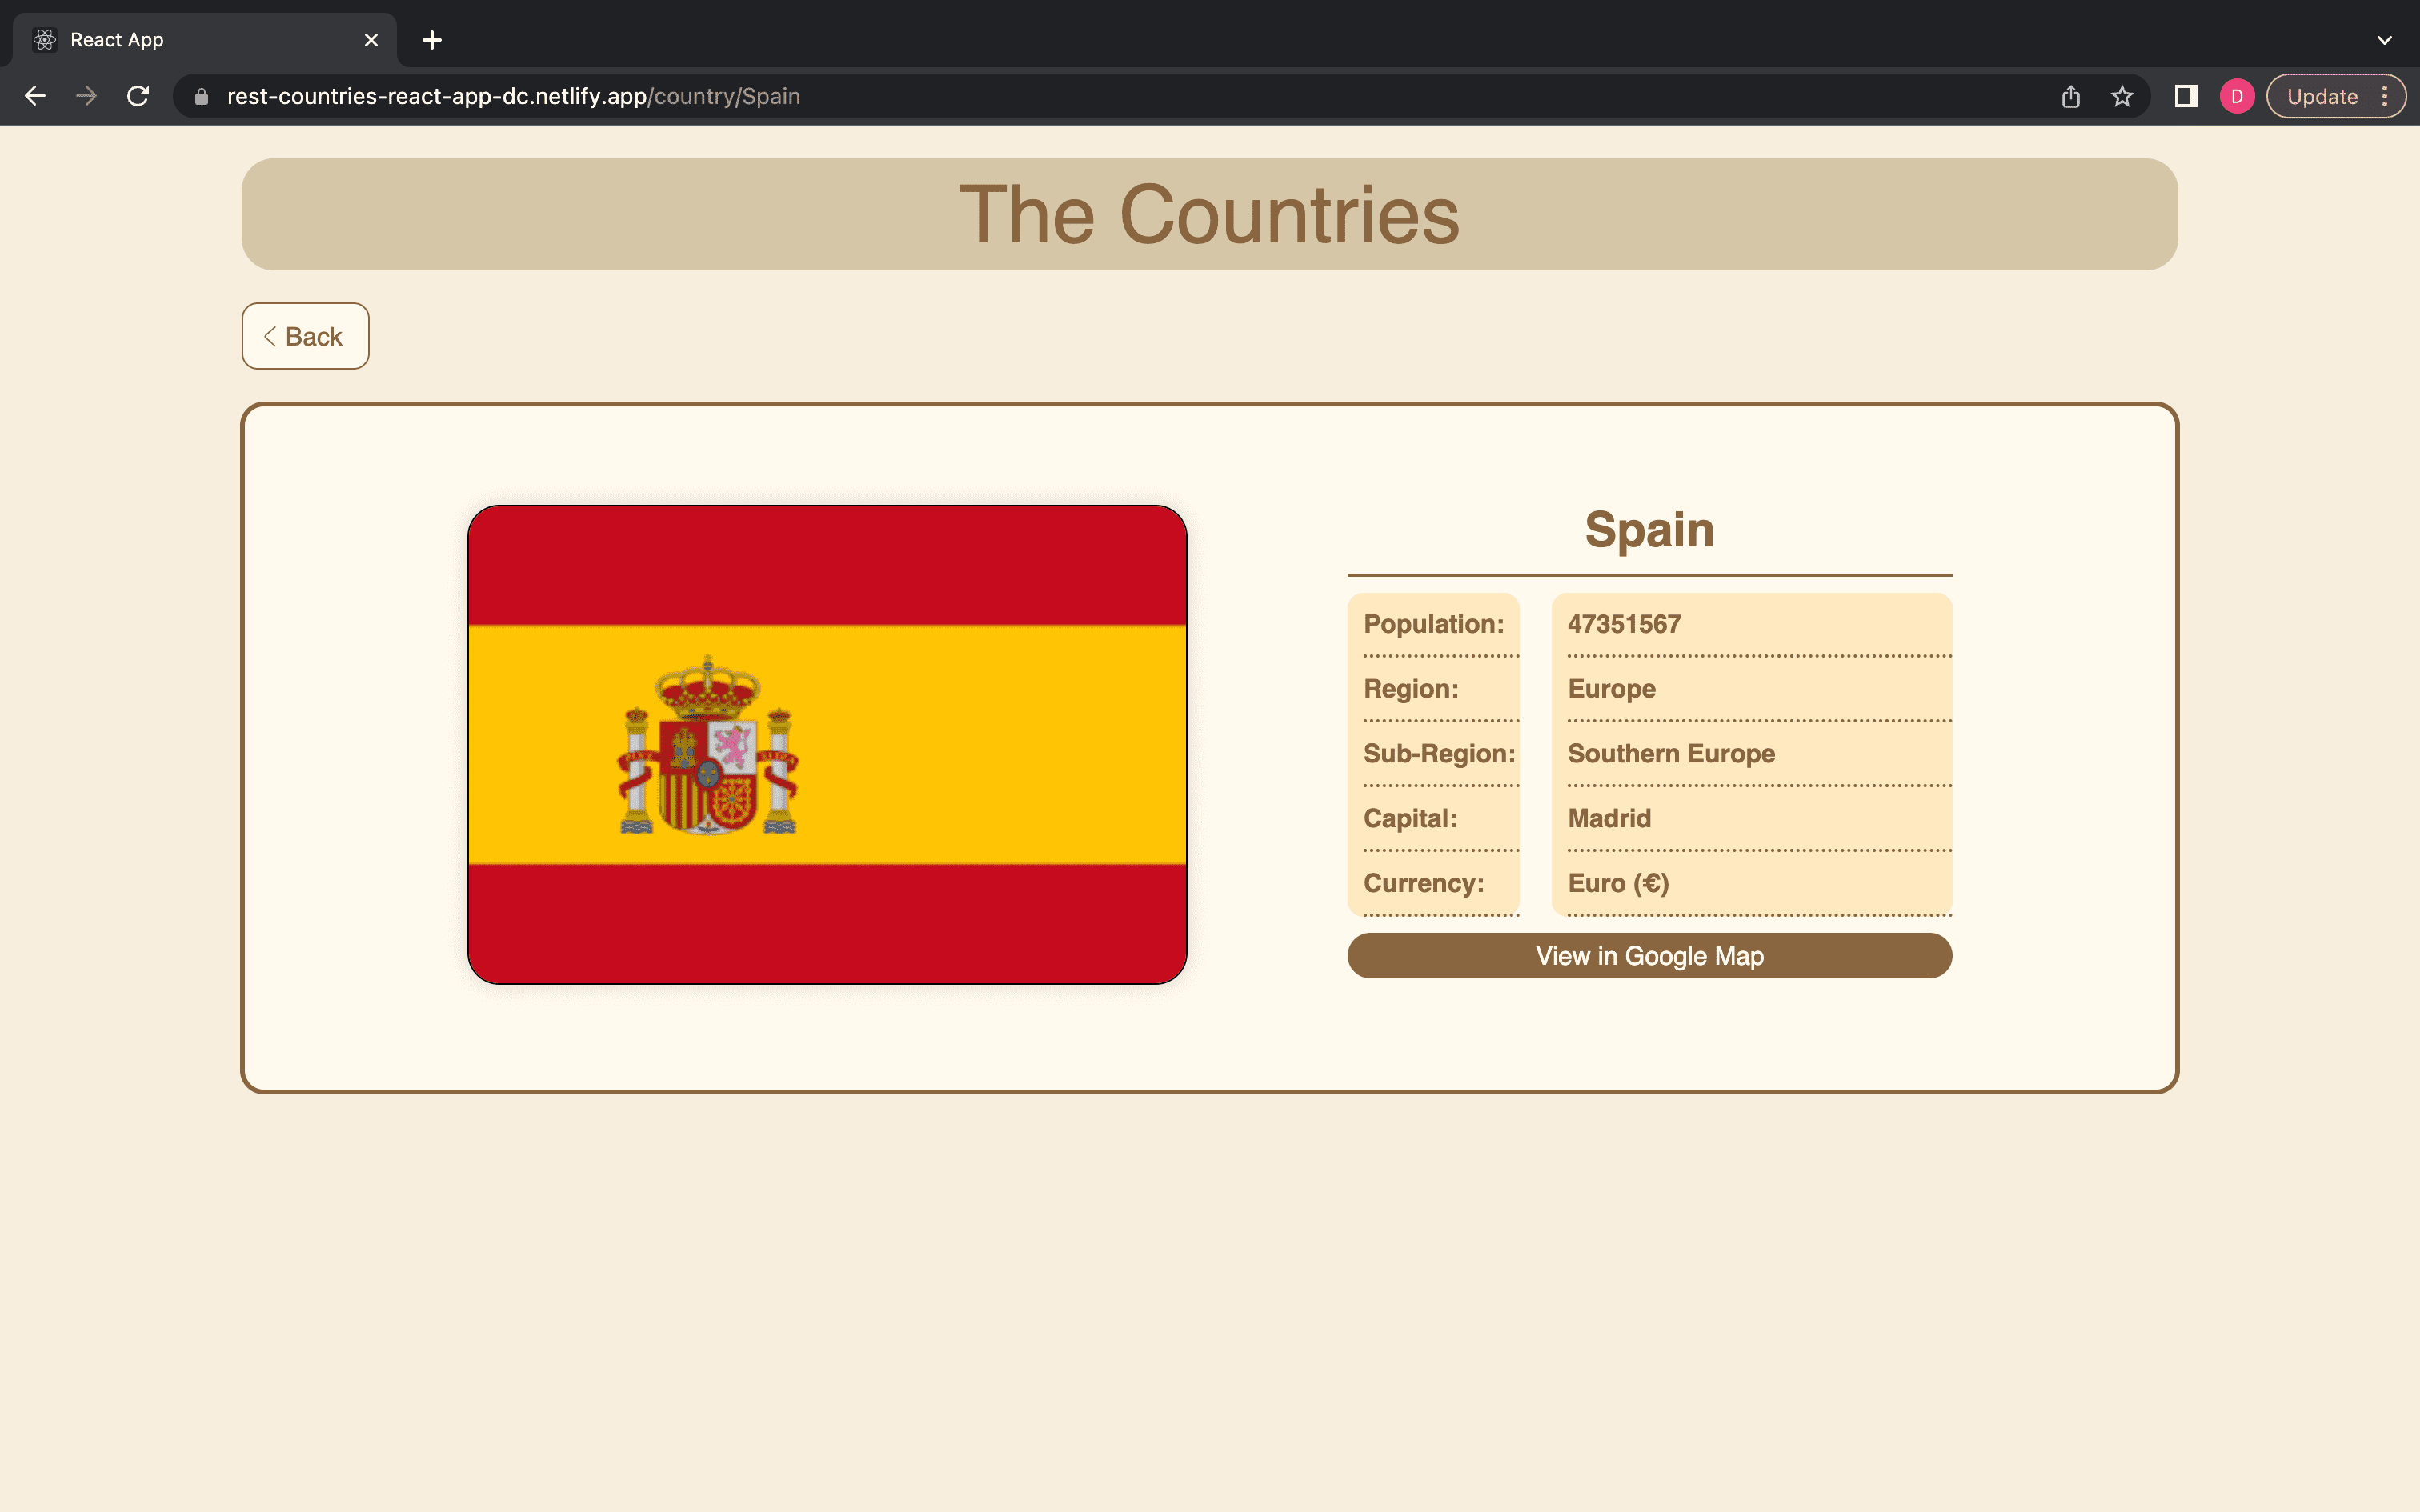 React App
rest-countries-react-app-dc.netlify.app/country/Spain
D
Update
The Countries
Back
Spain
Population: 47351567
Region: Europe
Sub-Region: Southern Europe
Capital: Madrid
Currency: Euro (€)
View in Google Map